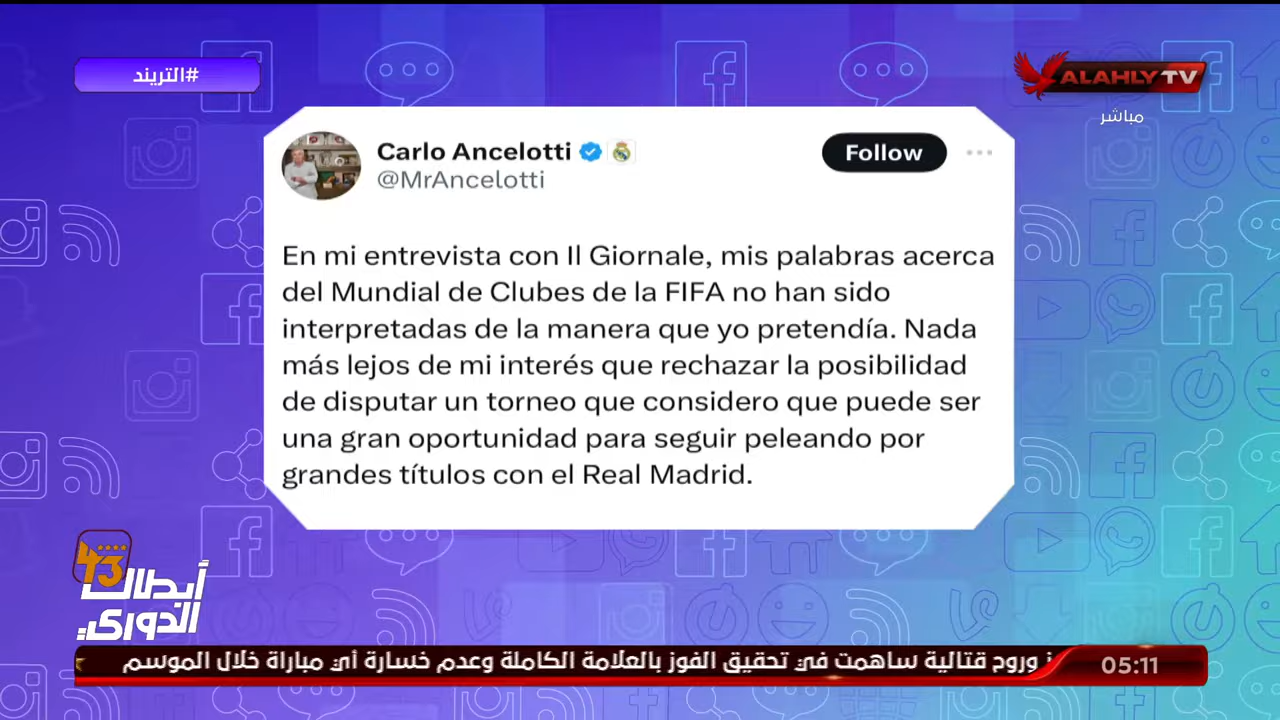 #التريند
ALAHLY TV
مباشر
Carlo Ancelotti
@MrAncelotti
Follow
En mi entrevista con Il Giornale, mis palabras acerca
del Mundial de Clubes de la FIFA no han sido
interpretadas de la manera que yo pretendía. Nada
más lejos de mi interés que rechazar la posibilidad
de disputar un torneo que considero que puede ser
una gran oportunidad para seguir peleando por
grandes títulos con el Real Madrid.
43
أبطال
الدوري
وروح قتالية ساهمت في تحقيق الفوز بالعلامة الكاملة وعدم خسارة أي مباراة خلال الموسم
05:11